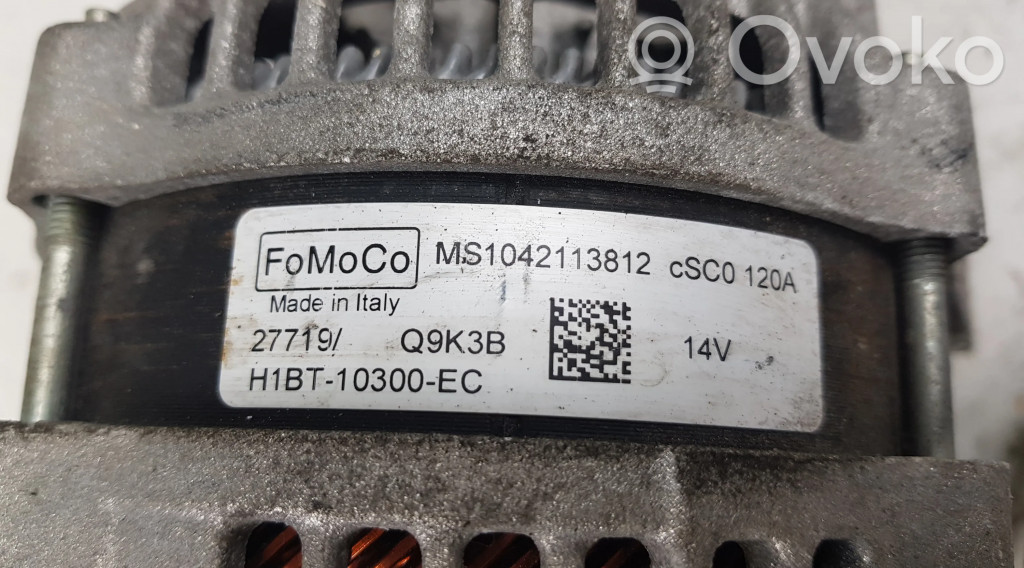 Ovoko
FoMoCo MS1042113812 cSC0 120A
Made in Italy
27719/ Q9K3B 14V
H1BT-10300-EC